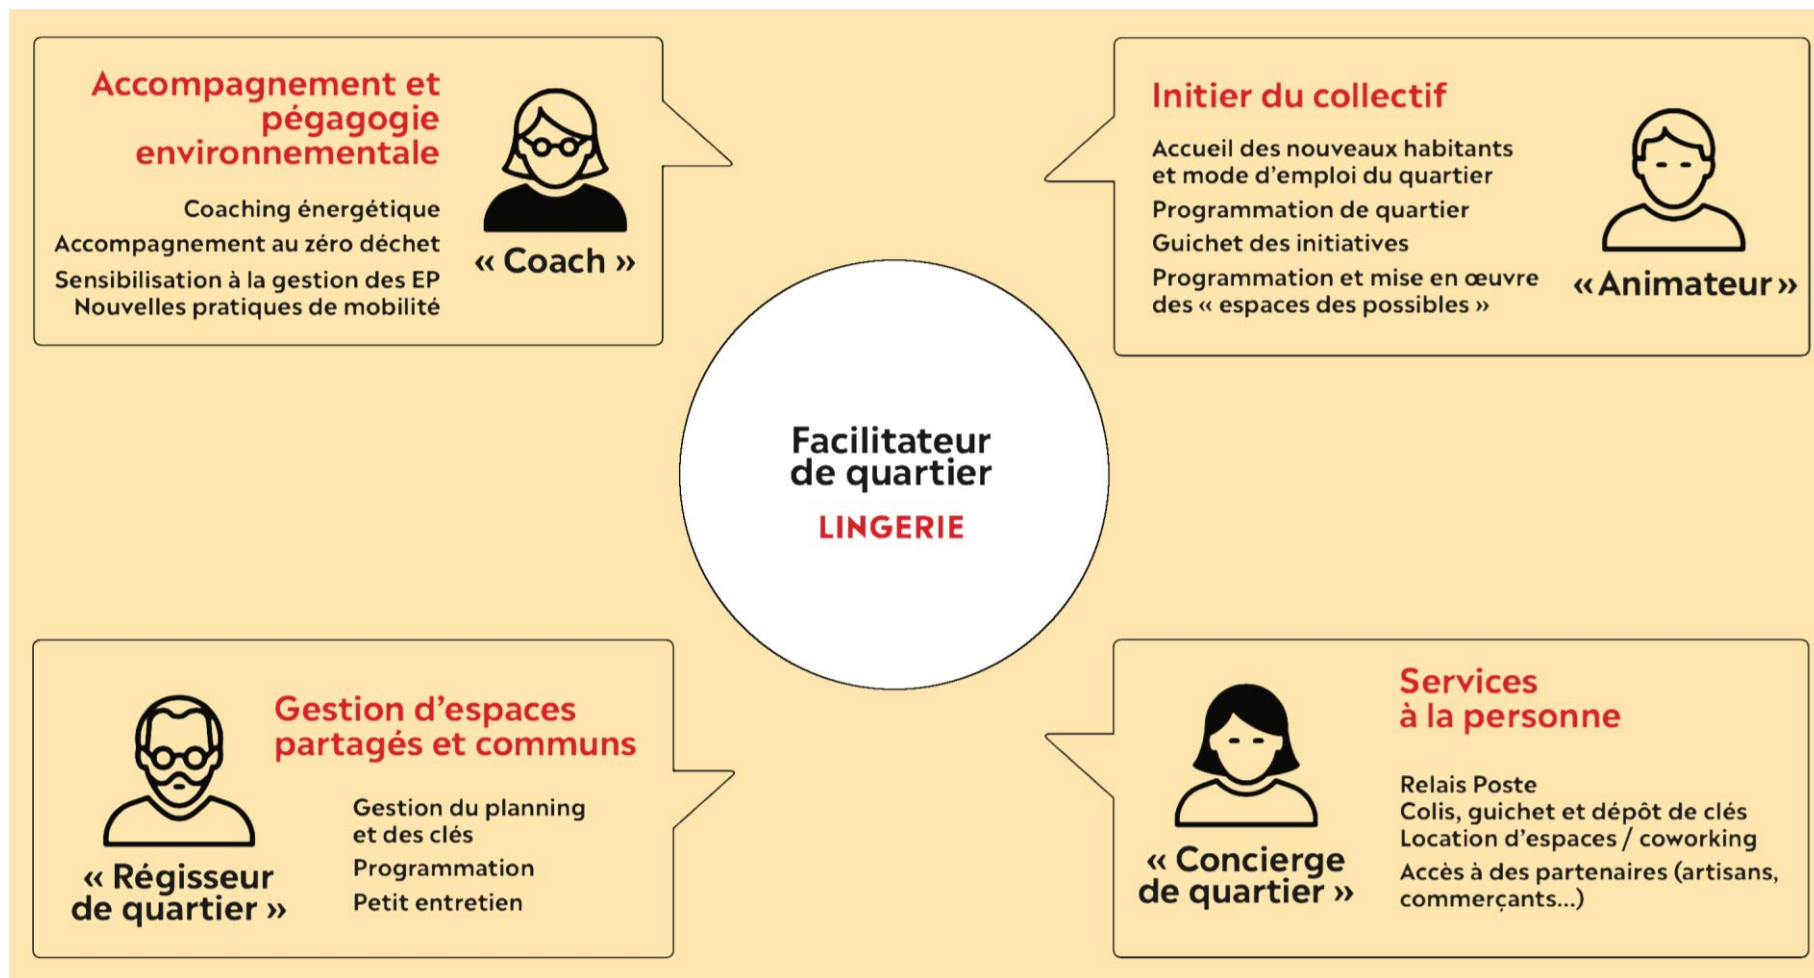 Accompagnement et
pégagogie
environnementale
Coaching énergétique
Accompagnement au zéro déchet
Sensibilisation à la gestion des EP
Nouvelles pratiques de mobilité
« Coach »
Initier du collectif
Accueil des nouveaux habitants
et mode d’emploi du quartier
Programmation de quartier
Guichet des initiatives
Programmation et mise en œuvre
des « espaces des possibles »
« Animateur »
Facilitateur
de quartier
LINGERIE
Gestion d’espaces
partagés et communs
Gestion du planning
et des clés
Programmation
Petit entretien
« Régisseur
de quartier »
Services
à la personne
Relais Poste
Colis, guichet et dépôt de clés
Location d’espaces / coworking
Accès à des partenaires (artisans,
commerçants...)
« Concierge
de quartier »